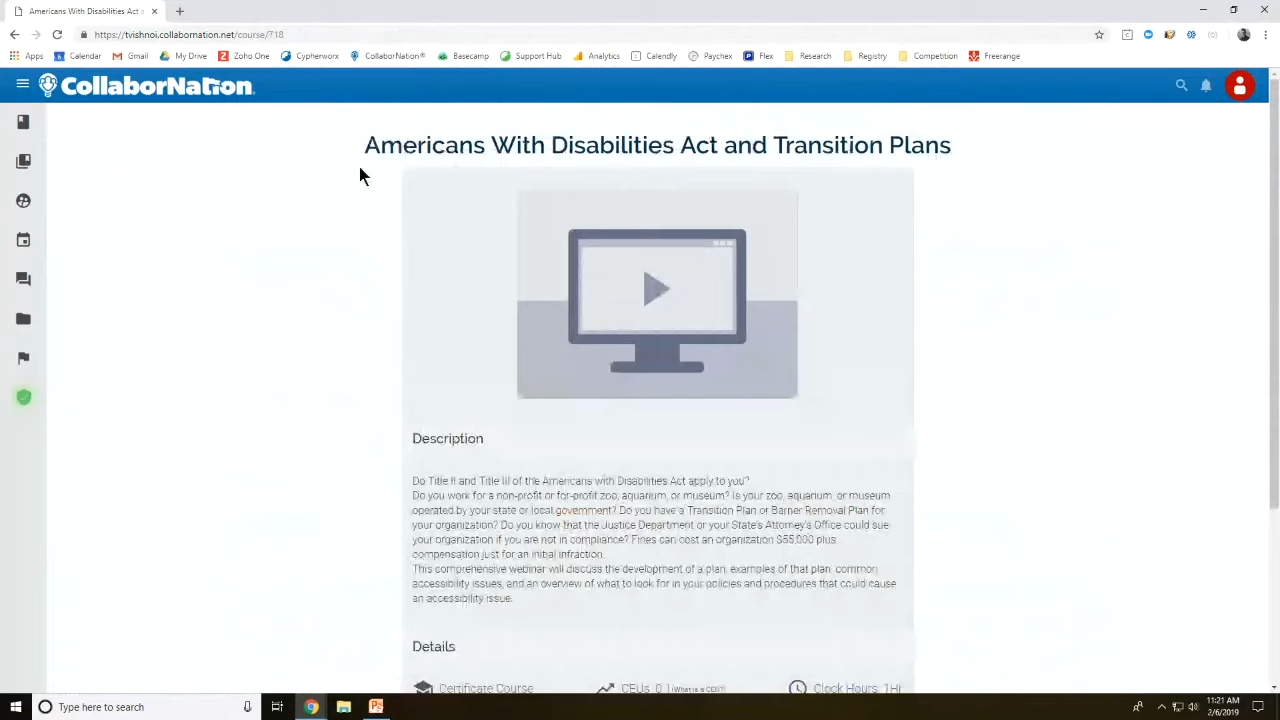 Americans With Disabilities Act
https://tvishnoi.collabornation.net/course/718
Apps Calendar Gmail My Drive Zoho One Cypherworx CollaborNation® Basecamp Support Hub Analytics Calendly Paychex Flex Research Registry Competition Freerange
CollaborNation
Americans With Disabilities Act and Transition Plans
Description
Do Title II and Title III of the Americans with Disabilities Act apply to you?
Do you work for a non-profit or for-profit zoo, aquarium, or museum? Is your zoo, aquarium, or museum
operated by your state or local government? Do you have a Transition Plan or Barrier Removal Plan for
your organization? Do you know that the Justice Department or your State's Attorney's Office could sue
your organization if you are not in compliance? Fines can cost an organization $55,000 plus
compensation just for an initial infraction.
This comprehensive webinar will discuss the development of a plan, examples of that plan, common
accessibility issues, and an overview of what to look for in your policies and procedures that could cause
an accessibility issue.
Details
Certificate Course CEUs: 0.1 (What is a CEU?) Clock Hours: 1Hr
Type here to search
11:21 AM
2/6/2019